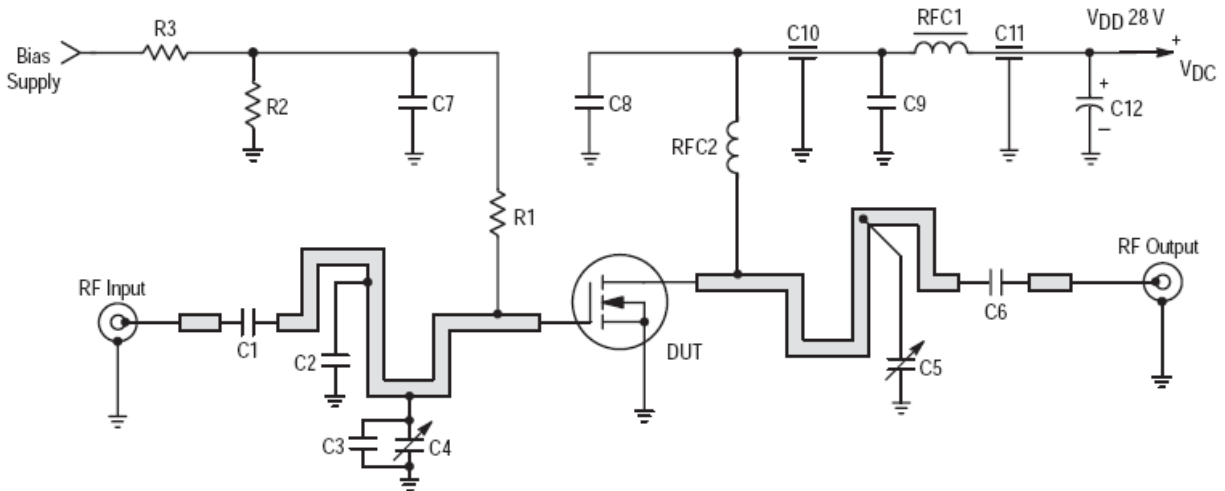 R3
RFC1
VDD 28 V
C10
C11
+
Bias
Supply
VDC
R2
C7
C8
C9
+
C12
–
RFC2
R1
RF Input
RF Output
C1
C2
DUT
C6
C5
C3
C4